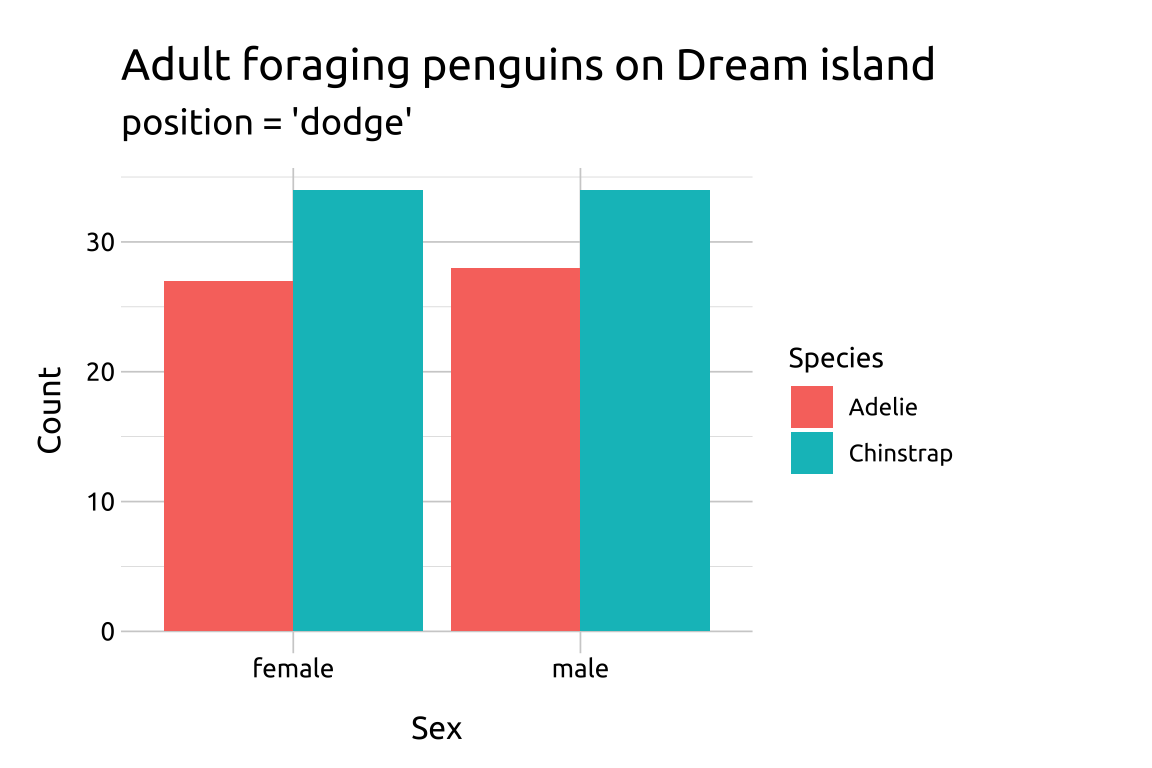 Adult foraging penguins on Dream island
position = 'dodge'
Count
30
20
10
0
female
male
Sex
Species
Adelie
Chinstrap